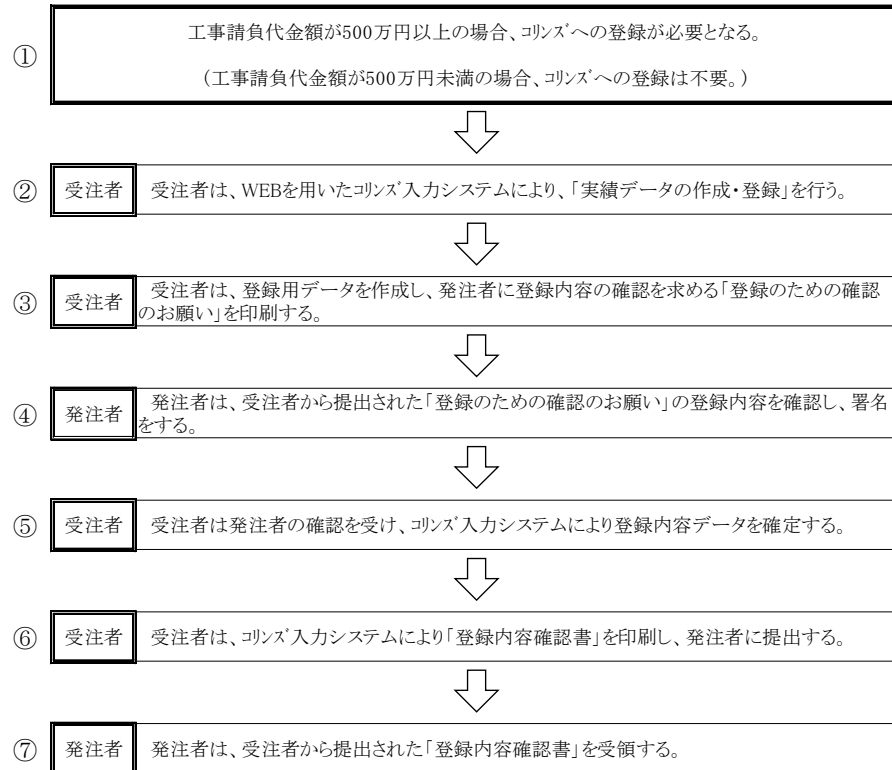 ① 工事請負代金額が500万円以上の場合、コリンズへの登録が必要となる。
(工事請負代金額が500万円未満の場合、コリンズへの登録は不要。)
② 受注者 受注者は、WEBを用いたコリンズ入力システムにより、「実績データの作成・登録」を行う。
③ 受注者 受注者は、登録用データを作成し、発注者に登録内容の確認を求める「登録のための確認
のお願い」を印刷する。
④ 発注者 発注者は、受注者から提出された「登録のための確認のお願い」の登録内容を確認し、署名
をする。
⑤ 受注者 受注者は発注者の確認を受け、コリンズ入力システムにより登録内容データを確定する。
⑥ 受注者 受注者は、コリンズ入力システムにより「登録内容確認書」を印刷し、発注者に提出する。
⑦ 発注者 発注者は、受注者から提出された「登録内容確認書」を受領する。